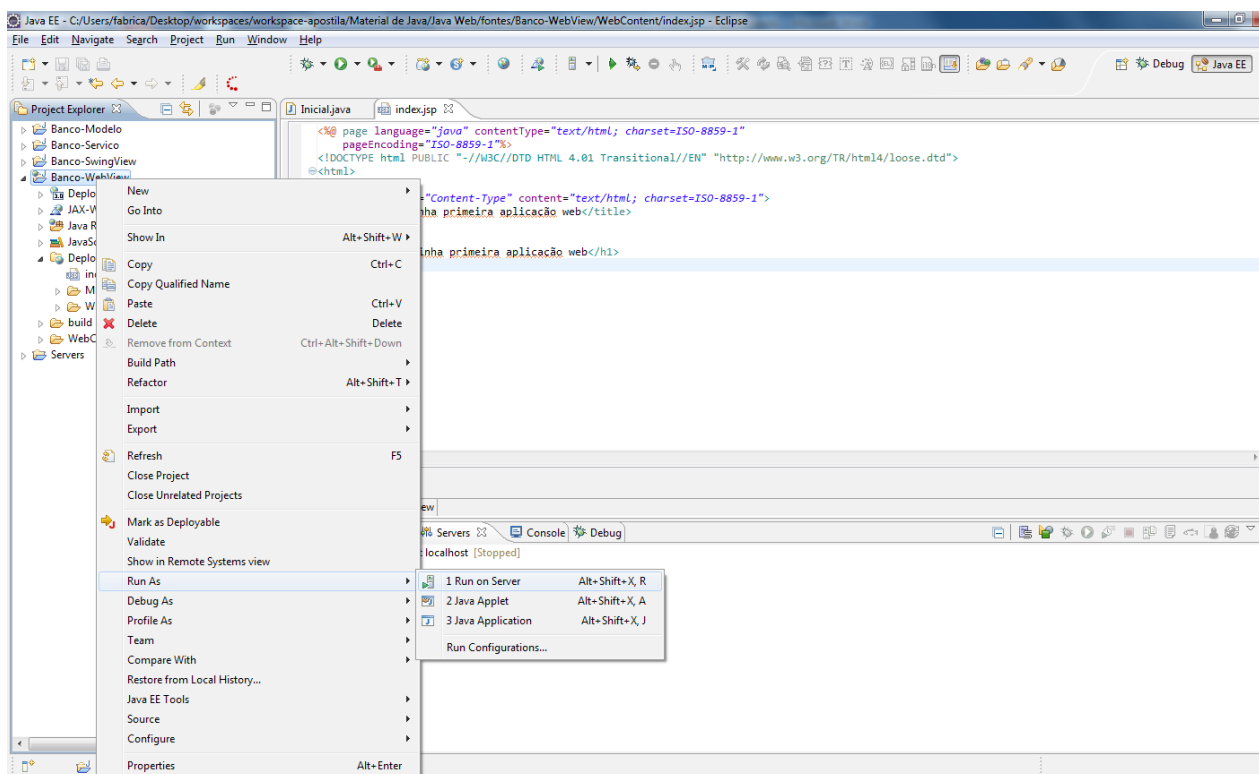 Java EE - C:/Users/fabrica/Desktop/workspaces/workspace-apostila/Material de Java/Java Web/fontes/Banco-WebView/WebContent/index.jsp - Eclipse
File Edit Navigate Search Project Run Window Help
Debug Java EE
Project Explorer
Banco-Modelo
Banco-Servico
Banco-SwingView
Banco-WebView
Deplo
JAX-W
Java R
JavaSc
Deplo
in
M
W
build
WebC
Servers
Inicial.java index.jsp
<%@ page language="java" contentType="text/html; charset=ISO-8859-1"
pageEncoding="ISO-8859-1"%>
<!DOCTYPE html PUBLIC "-//W3C//DTD HTML 4.01 Transitional//EN" "http://www.w3.org/TR/html4/loose.dtd">
<html>
="Content-Type" content="text/html; charset=ISO-8859-1">
nha primeira aplicação web</title>
inha primeira aplicação web</h1>
New
Go Into
Show In Alt+Shift+W
Copy Ctrl+C
Copy Qualified Name
Paste Ctrl+V
Delete Delete
Remove from Context Ctrl+Alt+Shift+Down
Build Path
Refactor Alt+Shift+T
Import
Export
Refresh F5
Close Project
Close Unrelated Projects
Mark as Deployable
Validate
Show in Remote Systems view
Run As
Debug As
Profile As
Team
Compare With
Restore from Local History...
Java EE Tools
Source
Configure
Properties Alt+Enter
1 Run on Server Alt+Shift+X, R
2 Java Applet Alt+Shift+X, A
3 Java Application Alt+Shift+X, J
Run Configurations...
ew
Servers Console Debug
localhost [Stopped]